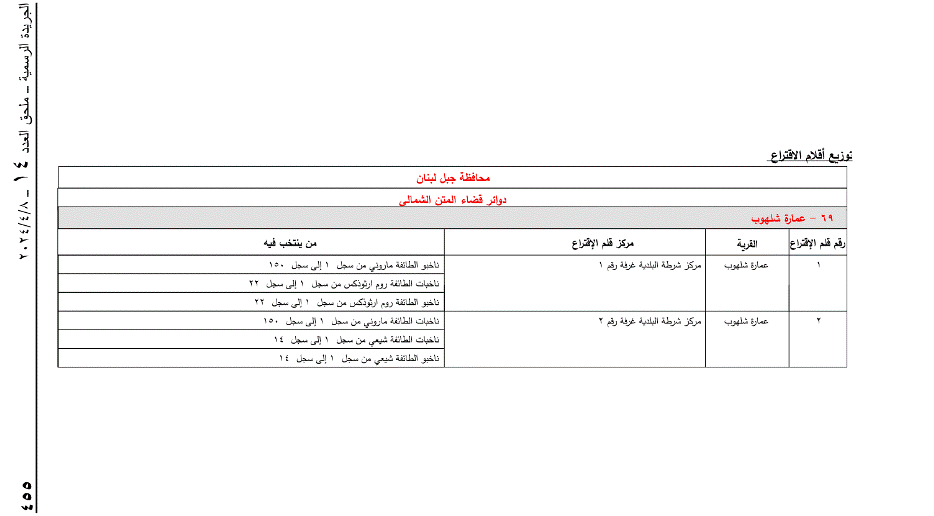 الجريدة الرسمية – ملحق العدد ١٤ – ٢٠٢٤/٤/٨
توزيع أقلام الاقتراع
محافظة جبل لبنان
دوائر قضاء المتن الشمالي
٦٩ - عمارة شلهوب
رقم قلم الإقتراع القرية مركز قلم الإقتراع من ينتخب فيه
١ عمارة شلهوب مركز شرطة البلدية غرفة رقم ١ ناخبو الطائفة ماروني من سجل ١ إلى سجل ١٥٠
ناخبات الطائفة روم ارثوذكس من سجل ١ إلى سجل ٢٢
ناخبو الطائفة روم ارثوذكس من سجل ١ إلى سجل ٢٢
٢ عمارة شلهوب مركز شرطة البلدية غرفة رقم ٢ ناخبات الطائفة ماروني من سجل ١ إلى سجل ١٥٠
ناخبات الطائفة شيعي من سجل ١ إلى سجل ١٤
ناخبو الطائفة شيعي من سجل ١ إلى سجل ١٤
٤٥٥